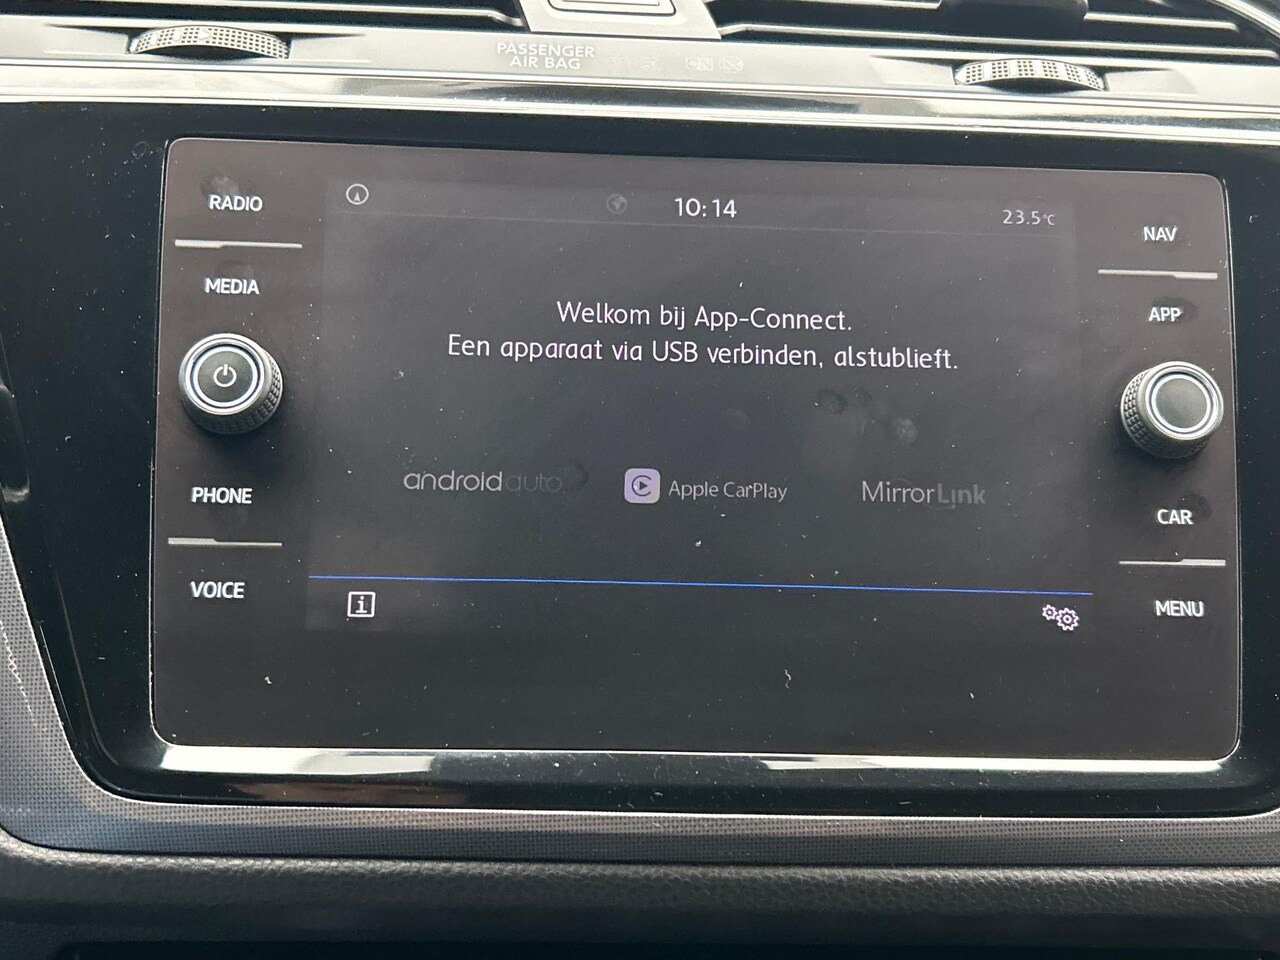 PASSENGER
AIR BAG
RADIO
10:14
23.5°C
NAV
MEDIA
APP
Welkom bij App-Connect.
Een apparaat via USB verbinden, alstublieft.
androidauto
Apple CarPlay
MirrorLink
PHONE
CAR
VOICE
i
MENU